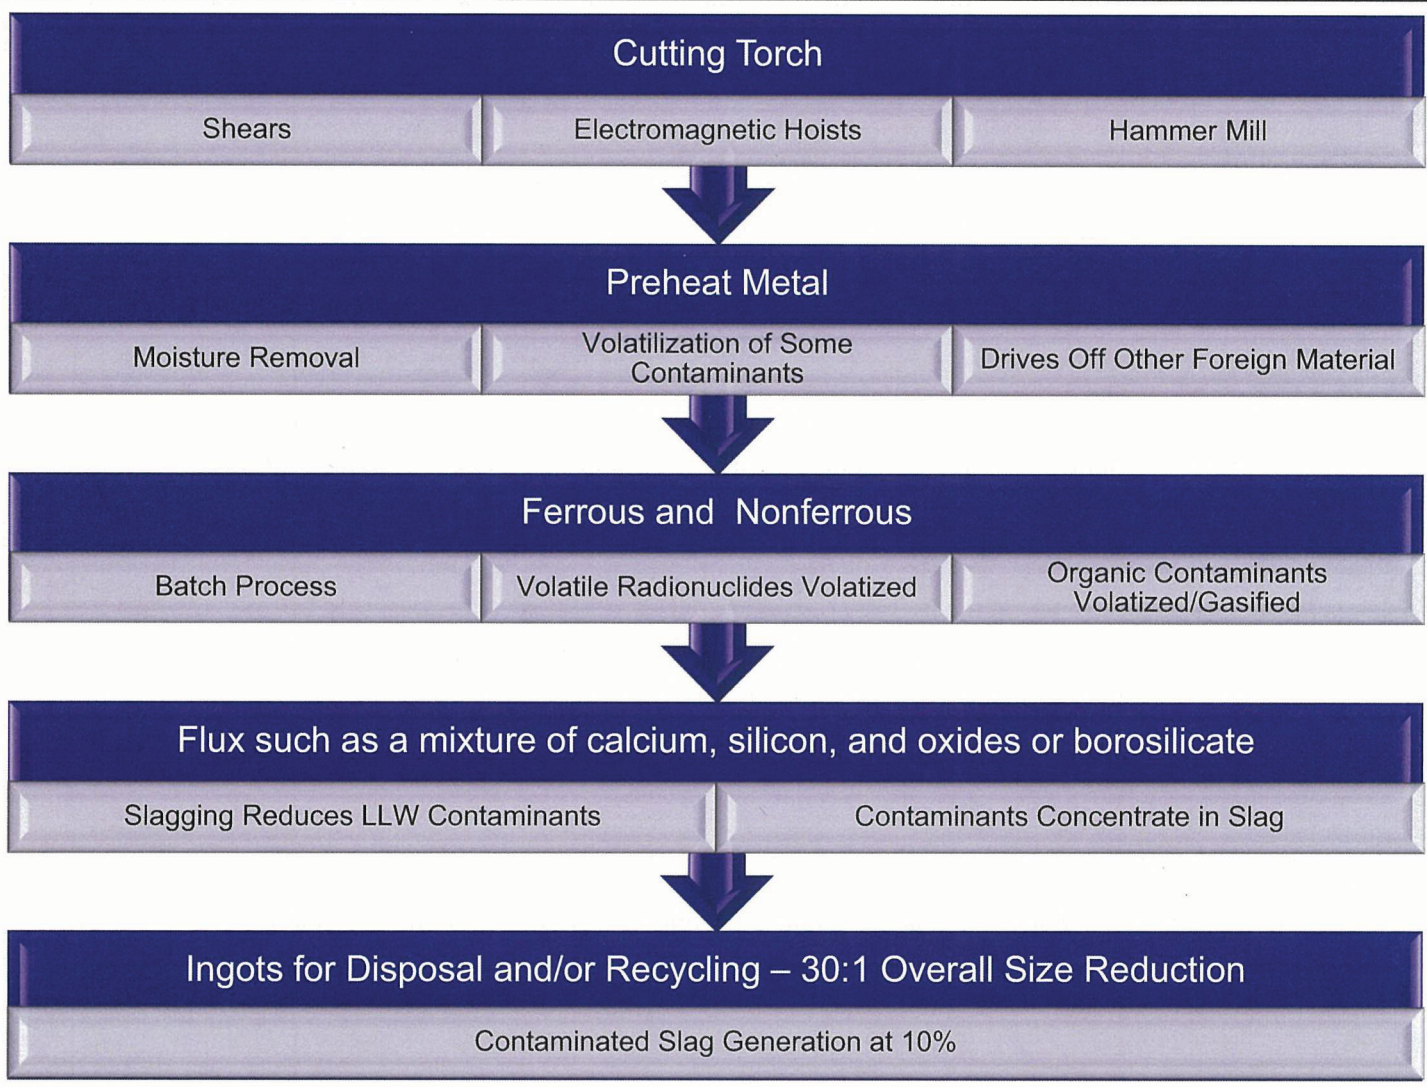 Cutting Torch
Shears
Electromagnetic Hoists
Hammer Mill
Preheat Metal
Moisture Removal
Volatilization of Some
Contaminants
Drives Off Other Foreign Material
Ferrous and Nonferrous
Batch Process
Volatile Radionuclides Volatized
Organic Contaminants
Volatized/Gasified
Flux such as a mixture of calcium, silicon, and oxides or borosilicate
Slagging Reduces LLW Contaminants
Contaminants Concentrate in Slag
Ingots for Disposal and/or Recycling – 30:1 Overall Size Reduction
Contaminated Slag Generation at 10%